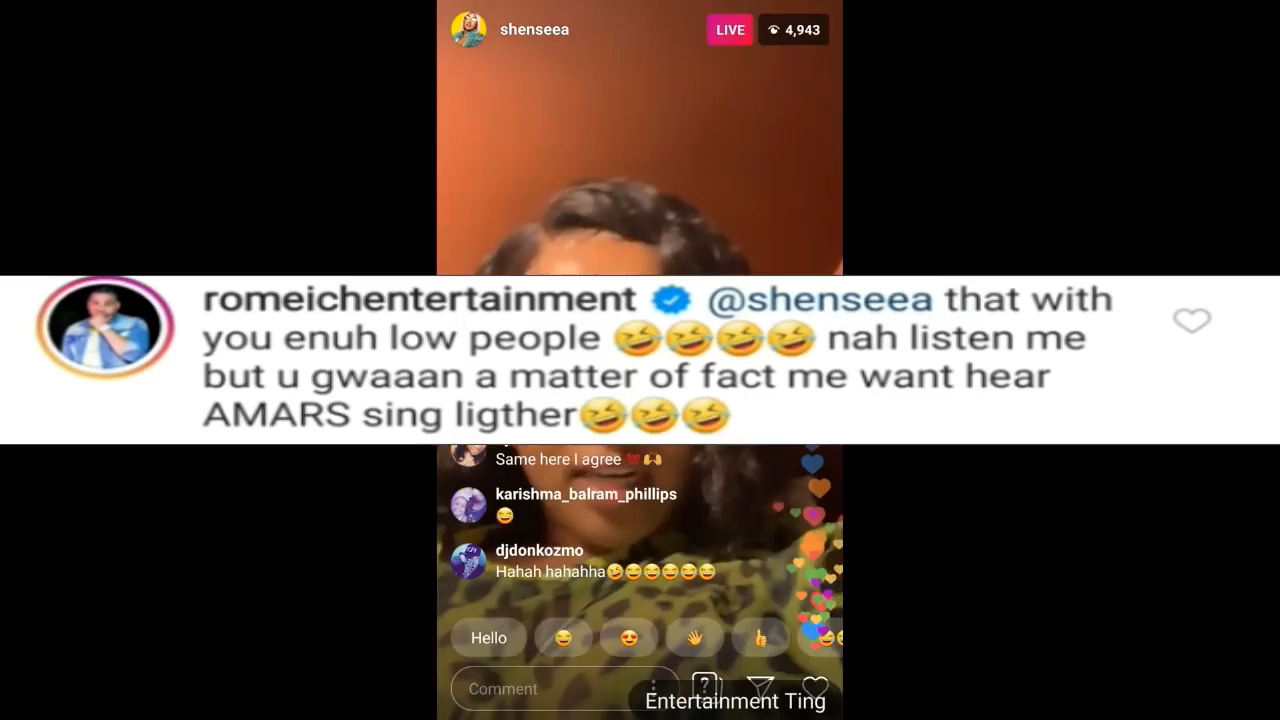 shenseea
LIVE
4,943
romeichentertainment @shenseea that with
you enuh low people 🤣🤣🤣🤣 nah listen me
but u gwaaan a matter of fact me want hear
AMARS sing ligther🤣🤣🤣
Same here I agree 💯🙌
karishma_balram_phillips
😂
djdonkozmo
Hahah hahahha🤣😂😂😂😂😂
Hello 😂 😍 👋 👍 😂
Comment
Entertainment Ting